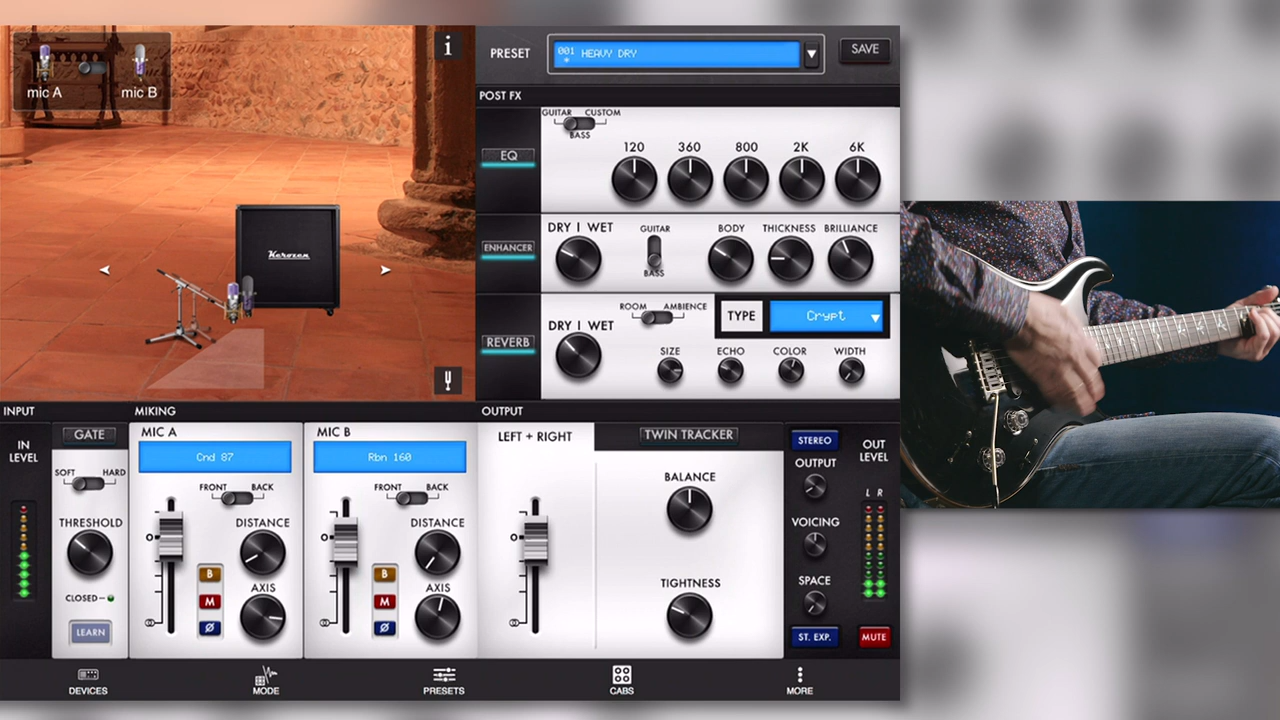 mic A
mic B
i
Kerozen
PRESET
001 HEAVY DRY
*
SAVE
POST FX
EQ
GUITAR
CUSTOM
BASS
120
360
800
2K
6K
ENHANCER
DRY | WET
GUITAR
BASS
BODY
THICKNESS
BRILLIANCE
REVERB
DRY | WET
ROOM
AMBIENCE
TYPE
Crypt
SIZE
ECHO
COLOR
WIDTH
INPUT
MIKING
OUTPUT
IN
LEVEL
GATE
SOFT
HARD
THRESHOLD
CLOSED
LEARN
MIC A
Cnd 87
FRONT
BACK
0
DISTANCE
B
AXIS
M
Ø
∞
MIC B
Rbn 160
FRONT
BACK
0
DISTANCE
B
AXIS
M
Ø
∞
LEFT + RIGHT
0
∞
TWIN TRACKER
BALANCE
TIGHTNESS
STEREO
OUTPUT
VOICING
SPACE
ST. EXP.
OUT
LEVEL
L R
MUTE
DEVICES
MODE
PRESETS
CABS
MORE